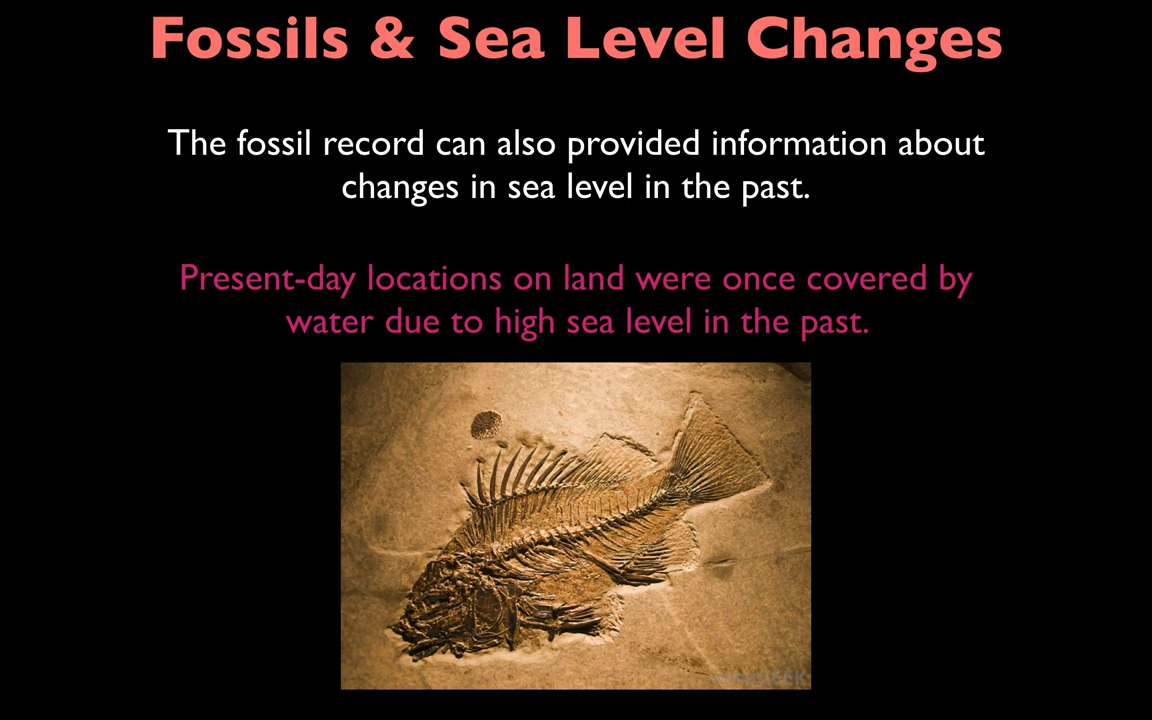 Fossils & Sea Level Changes
The fossil record can also provided information about
changes in sea level in the past.
Present-day locations on land were once covered by
water due to high sea level in the past.